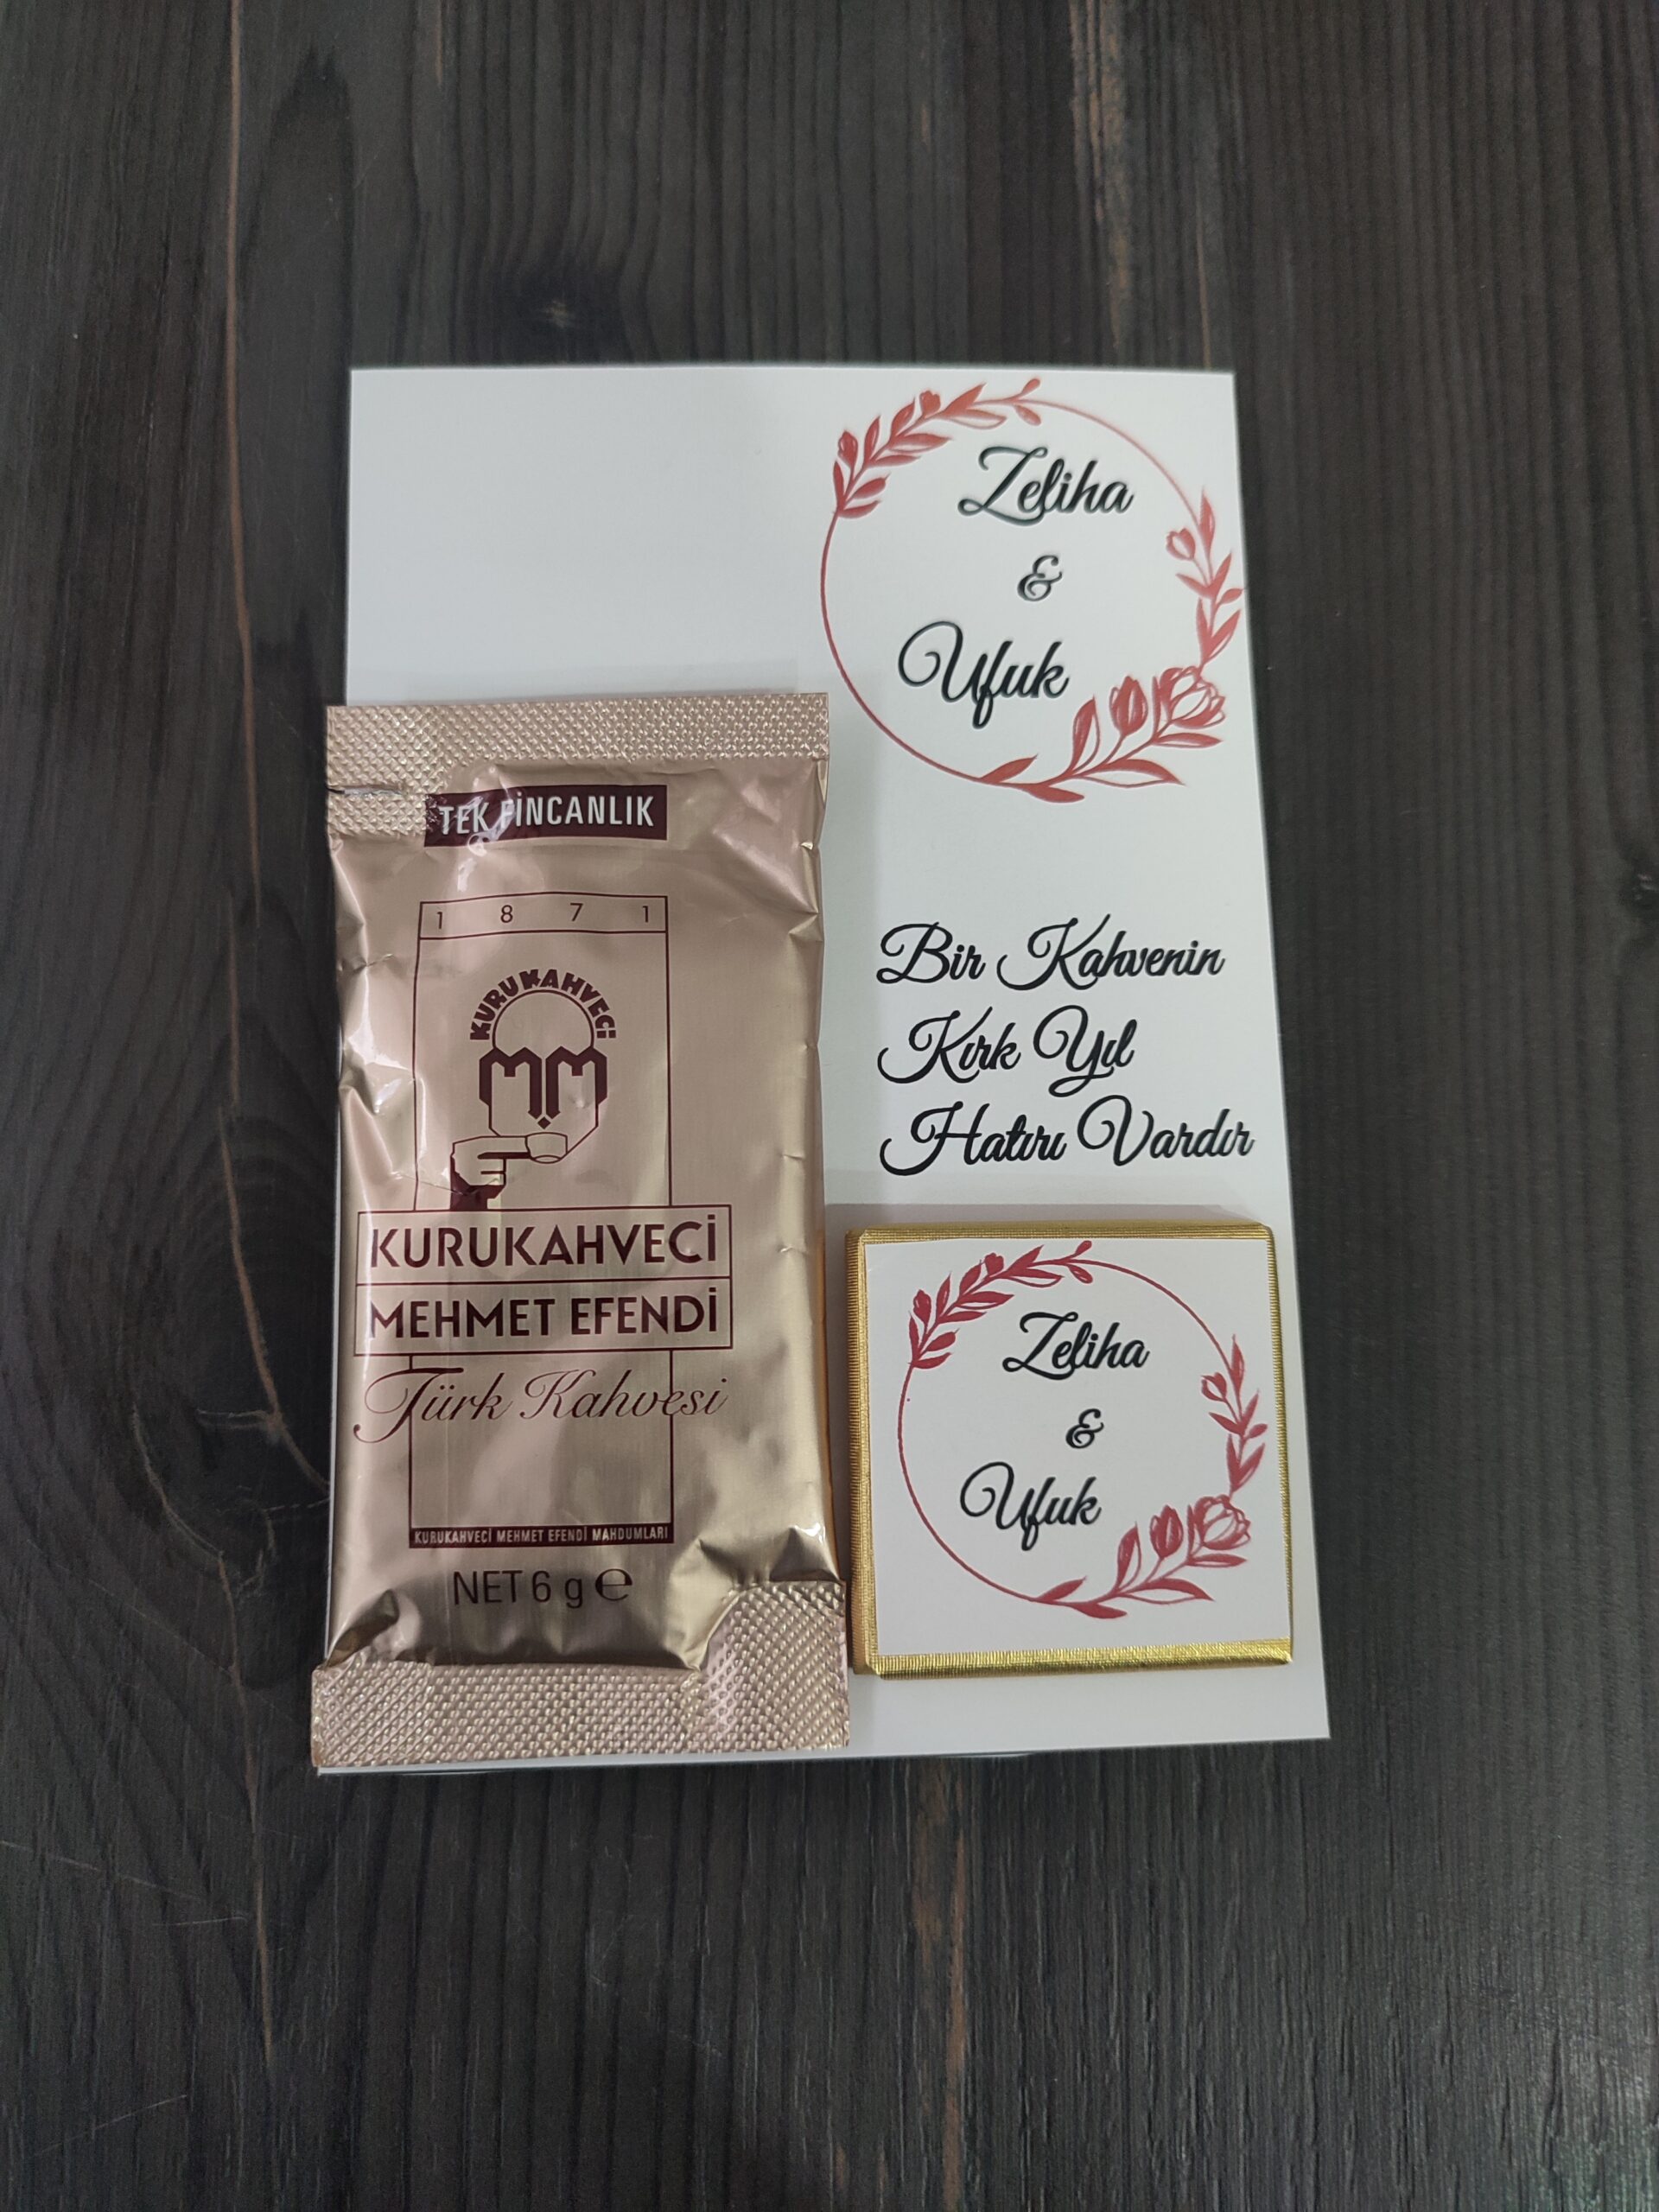 Zeliha
&
Ufuk
TEK FİNCANLIK
1 8 7 1
KURUKAHVECİ
MM
KURUKAHVECİ
MEHMET EFENDİ
Türk Kahvesi
KURUKAHVECİ MEHMET EFENDİ MAHDUMLARI
NET 6 g ℮
Bir Kahvenin
Kırk Yıl
Hatırı Vardır
Zeliha
&
Ufuk